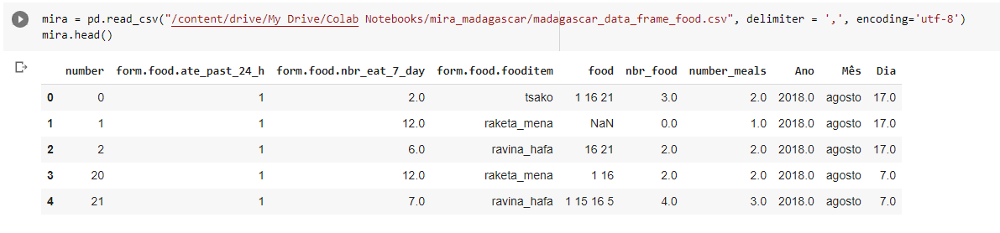 mira = pd.read_csv("/content/drive/My Drive/Colab Notebooks/mira_madagascar/madagascar_data_frame_food.csv", delimiter = ',', encoding='utf-8')
mira.head()
number form.food.ate_past_24_h form.food.nbr_eat_7_day form.food.fooditem food nbr_food number_meals Ano Mês Dia
0 0 1 2.0 tsako 1 16 21 3.0 2.0 2018.0 agosto 17.0
1 1 1 12.0 raketa_mena NaN 0.0 1.0 2018.0 agosto 17.0
2 2 1 6.0 ravina_hafa 16 21 2.0 2.0 2018.0 agosto 17.0
3 20 1 12.0 raketa_mena 1 16 2.0 2.0 2018.0 agosto 7.0
4 21 1 7.0 ravina_hafa 1 15 16 5 4.0 3.0 2018.0 agosto 7.0